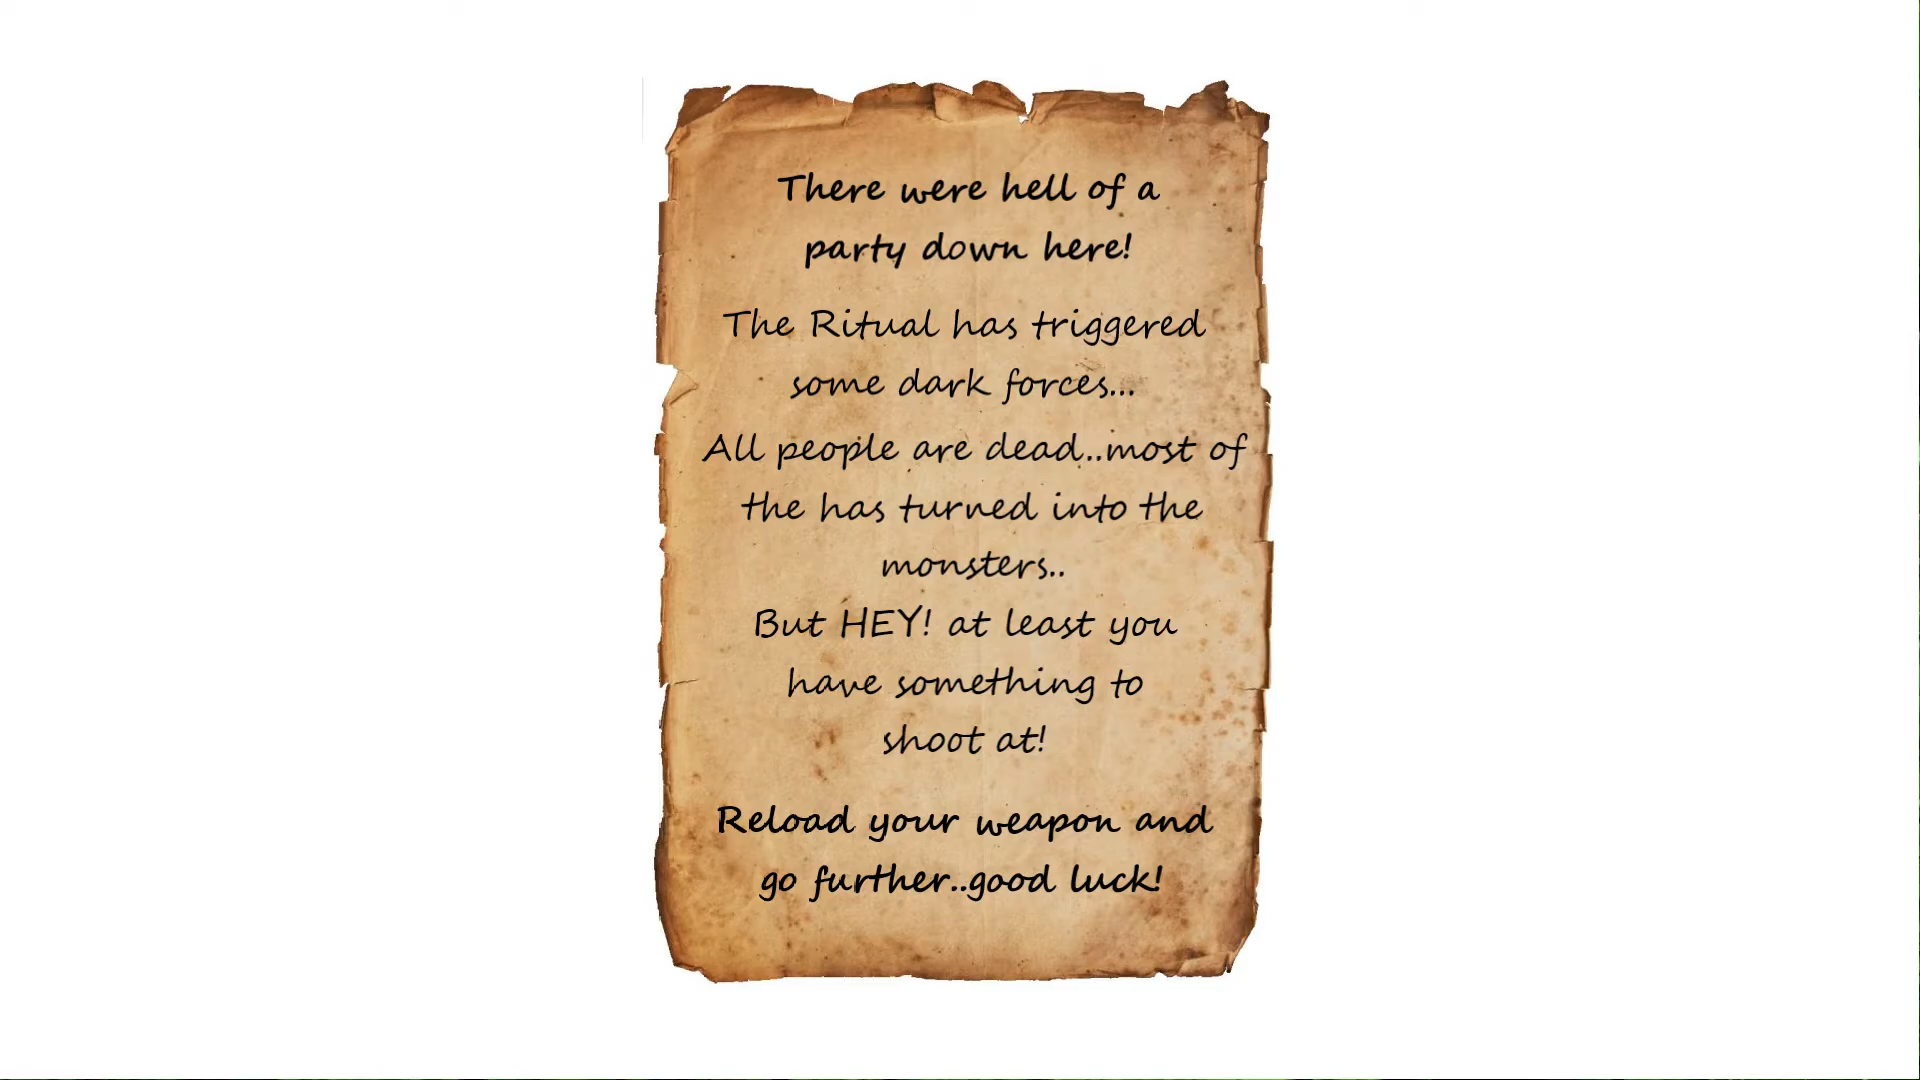 There were hell of a
party down here!
The Ritual has triggered
some dark forces...
All people are dead..most of
the has turned into the
monsters..
But HEY! at least you
have something to
shoot at!
Reload your weapon and
go further..good luck!